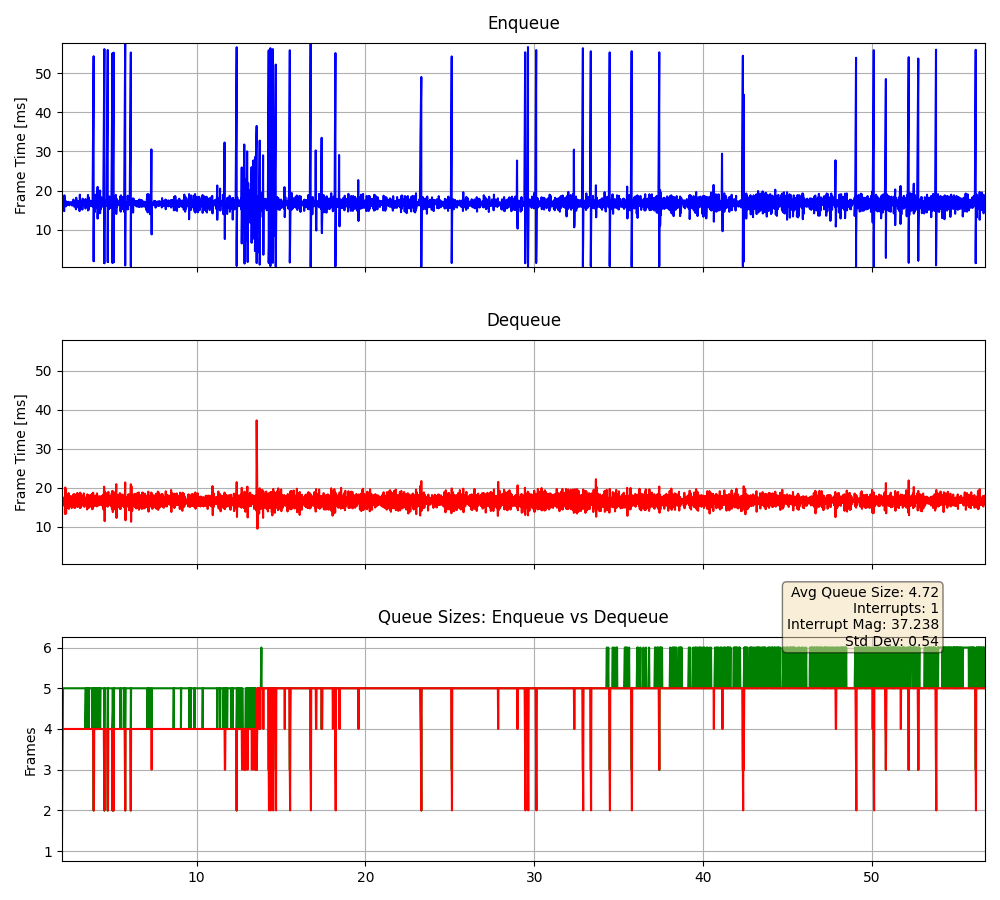 Enqueue
Frame Time [ms]
50
40
30
20
10
Dequeue
Frame Time [ms]
50
40
30
20
10
Avg Queue Size: 4.72
Interrupts: 1
Interrupt Mag: 37.238
Std Dev: 0.54
Queue Sizes: Enqueue vs Dequeue
Frames
6
5
4
3
2
1
10
20
30
40
50